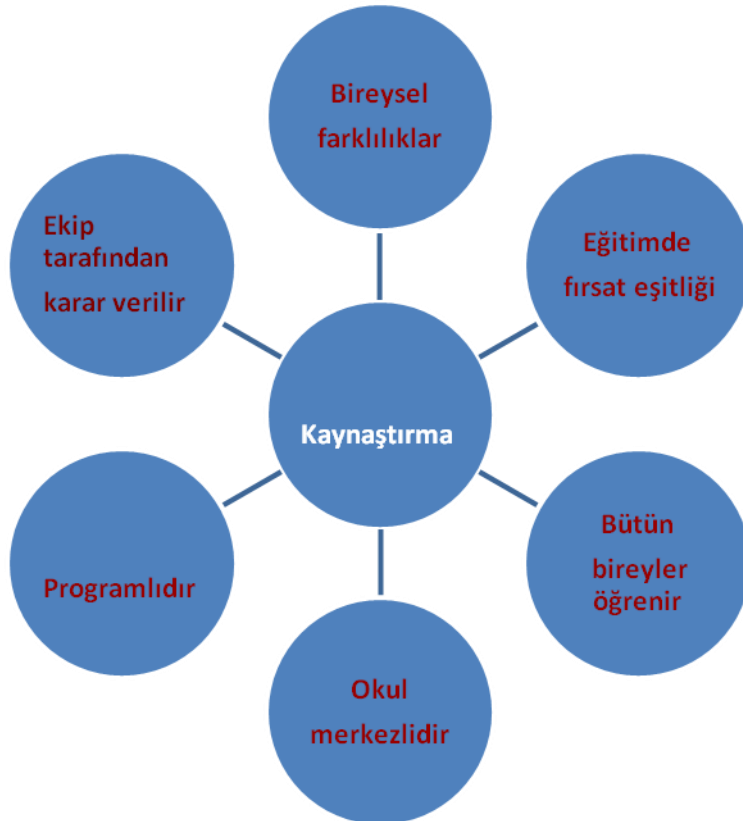 Bireysel
farklılıklar
Eğitimde
fırsat eşitliği
Bütün
bireyler
öğrenir
Okul
merkezlidir
Programlıdır
Ekip
tarafından
karar verilir
Kaynaştırma